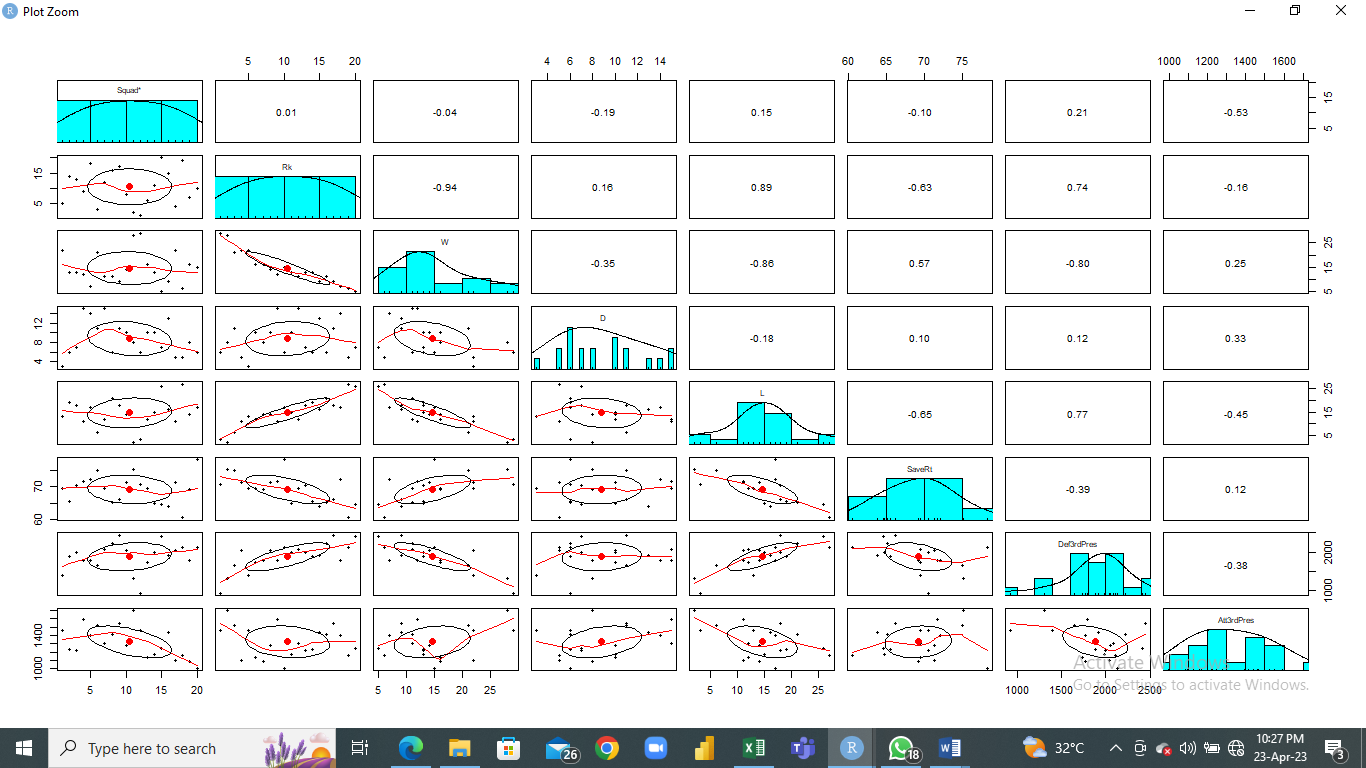 R Plot Zoom
5 10 15 20 4 6 8 10 12 14 60 65 70 75 1000 1200 1400 1600
Squad*
0.01 -0.04 -0.19 0.15 -0.10 0.21 -0.53
5 15
Rk
5 15
-0.94 0.16 0.89 -0.63 0.74 -0.16
W
-0.35 -0.86 0.57 -0.80 0.25
5 15 25
D
4 8 12
-0.18 0.10 0.12 0.33
L
-0.65 0.77 -0.45
5 15 25
SaveRt
60 70
-0.39 0.12
Def3rdPres
-0.38
1000 2000
Att3rdPres
1000 1400
5 10 15 20 5 10 15 20 25 5 10 15 20 25 1000 1500 2000 2500
Activate Windows
Go to Settings to activate Windows.
Type here to search
26
R
18
W
32°C
10:27 PM
23-Apr-23
3